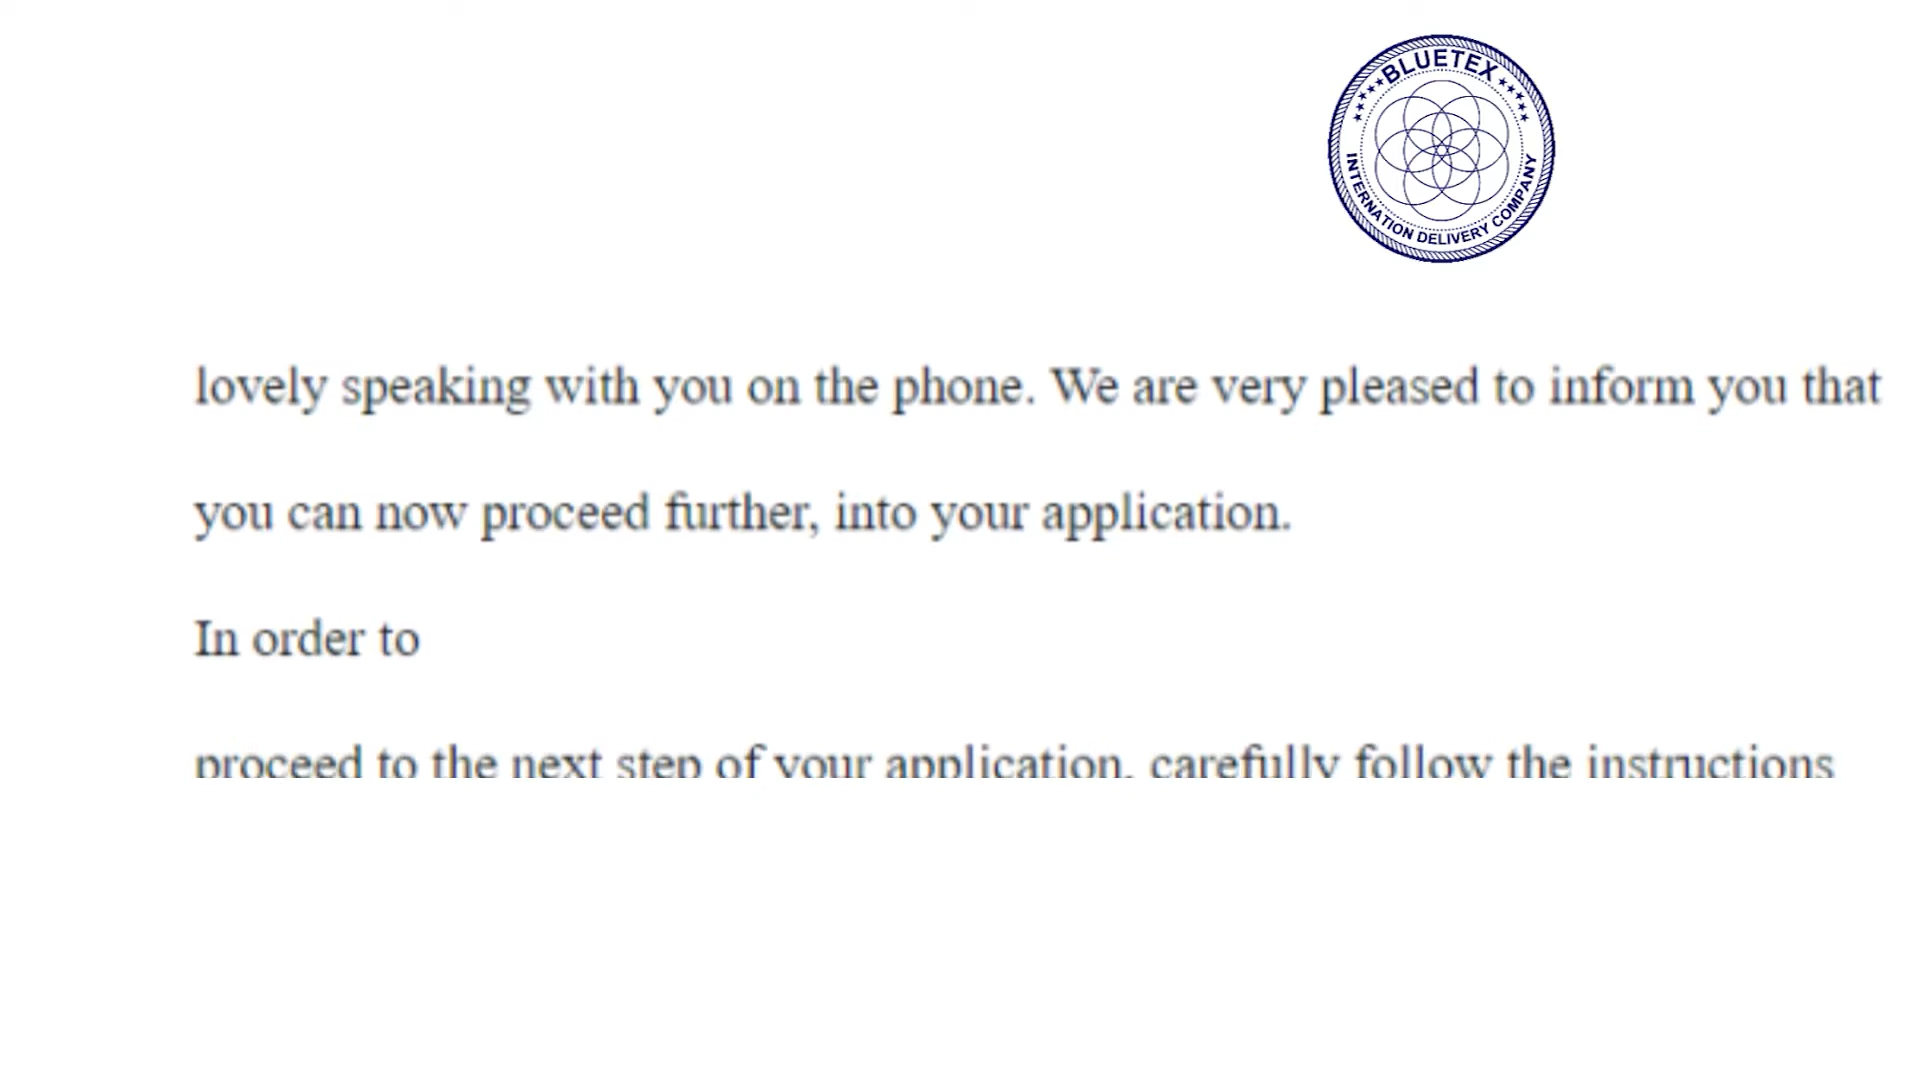 BLUETEX
INTERNATION DELIVERY COMPANY
lovely speaking with you on the phone. We are very pleased to inform you that
you can now proceed further, into your application.
In order to
proceed to the next step of your application, carefully follow the instructions